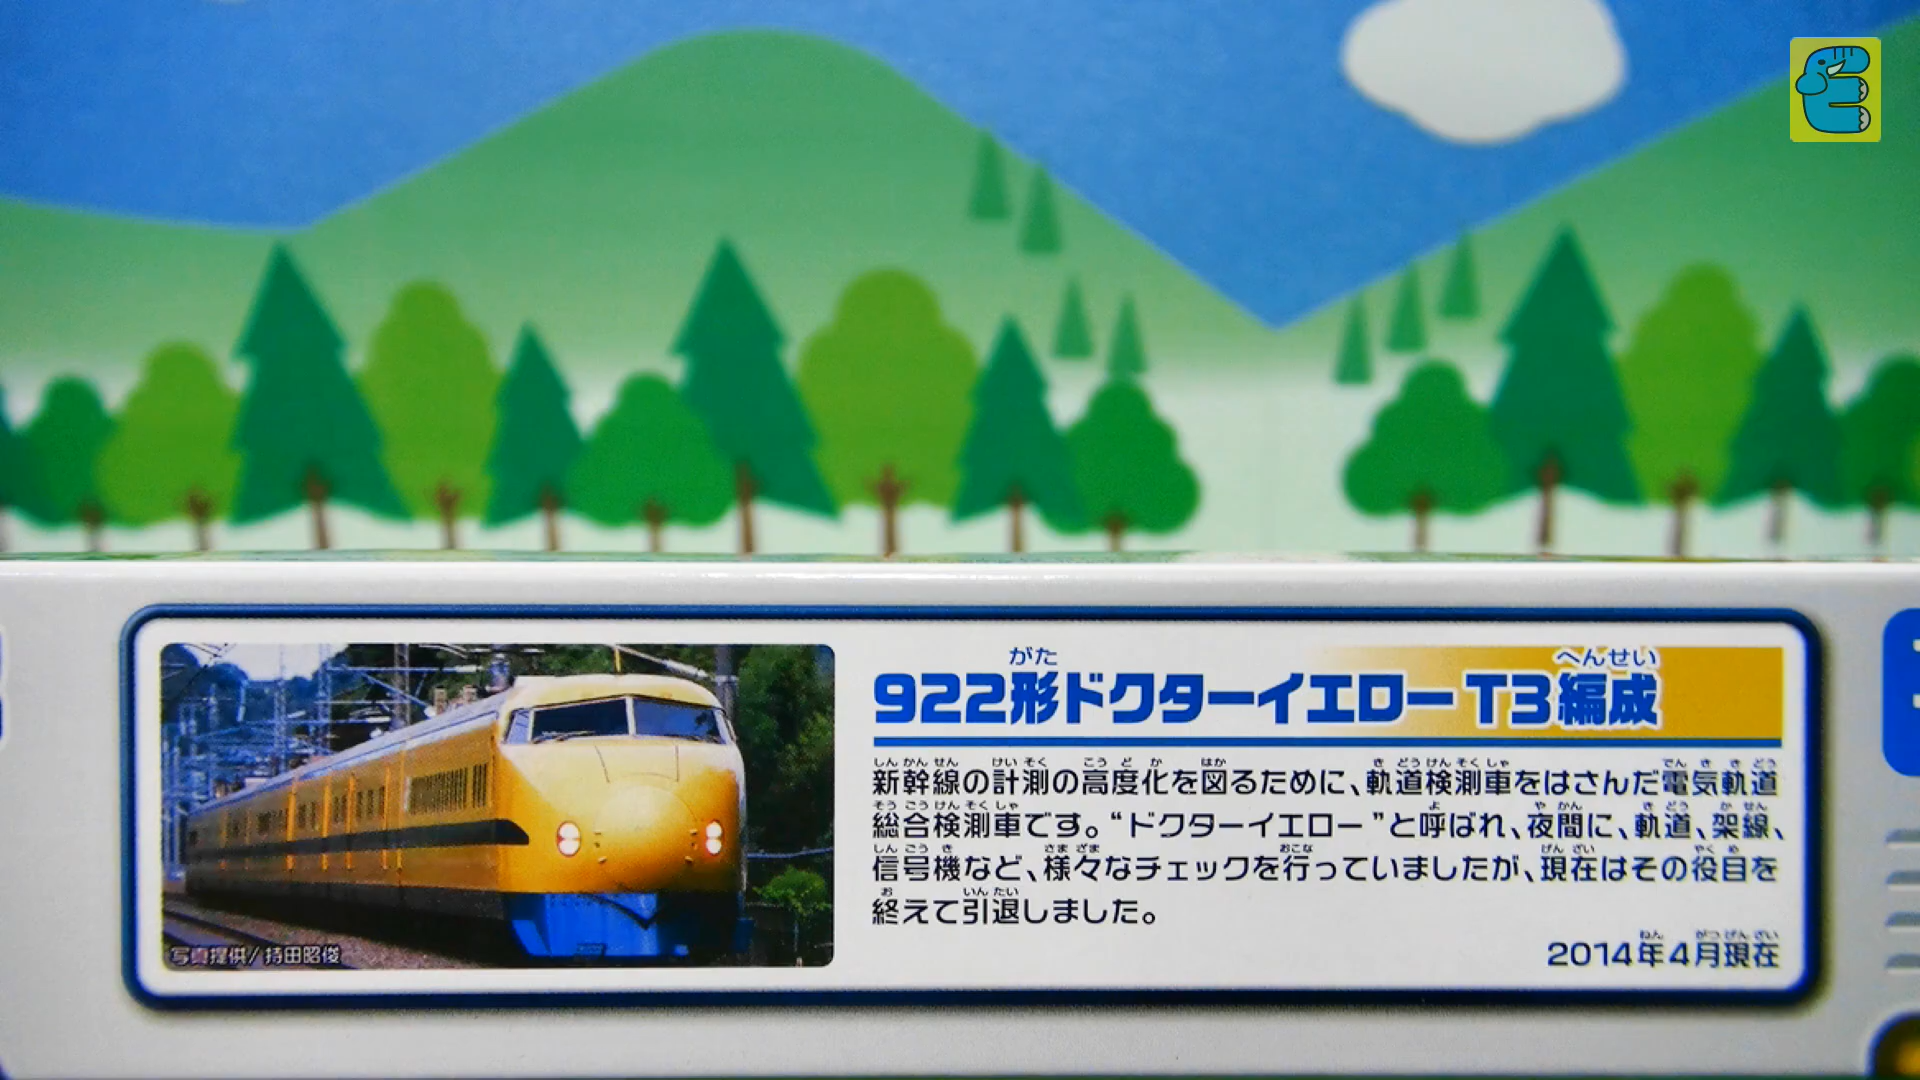 922形ドクターイエローT3編成
新幹線の計測の高度化を図るために、軌道検測車をはさんだ電気軌道
総合検測車です。“ドクターイエロー”と呼ばれ、夜間に、軌道、架線、
信号機など、様々なチェックを行っていましたが、現在はその役目を
終えて引退しました。
2014年4月現在
写真提供/持田昭俊